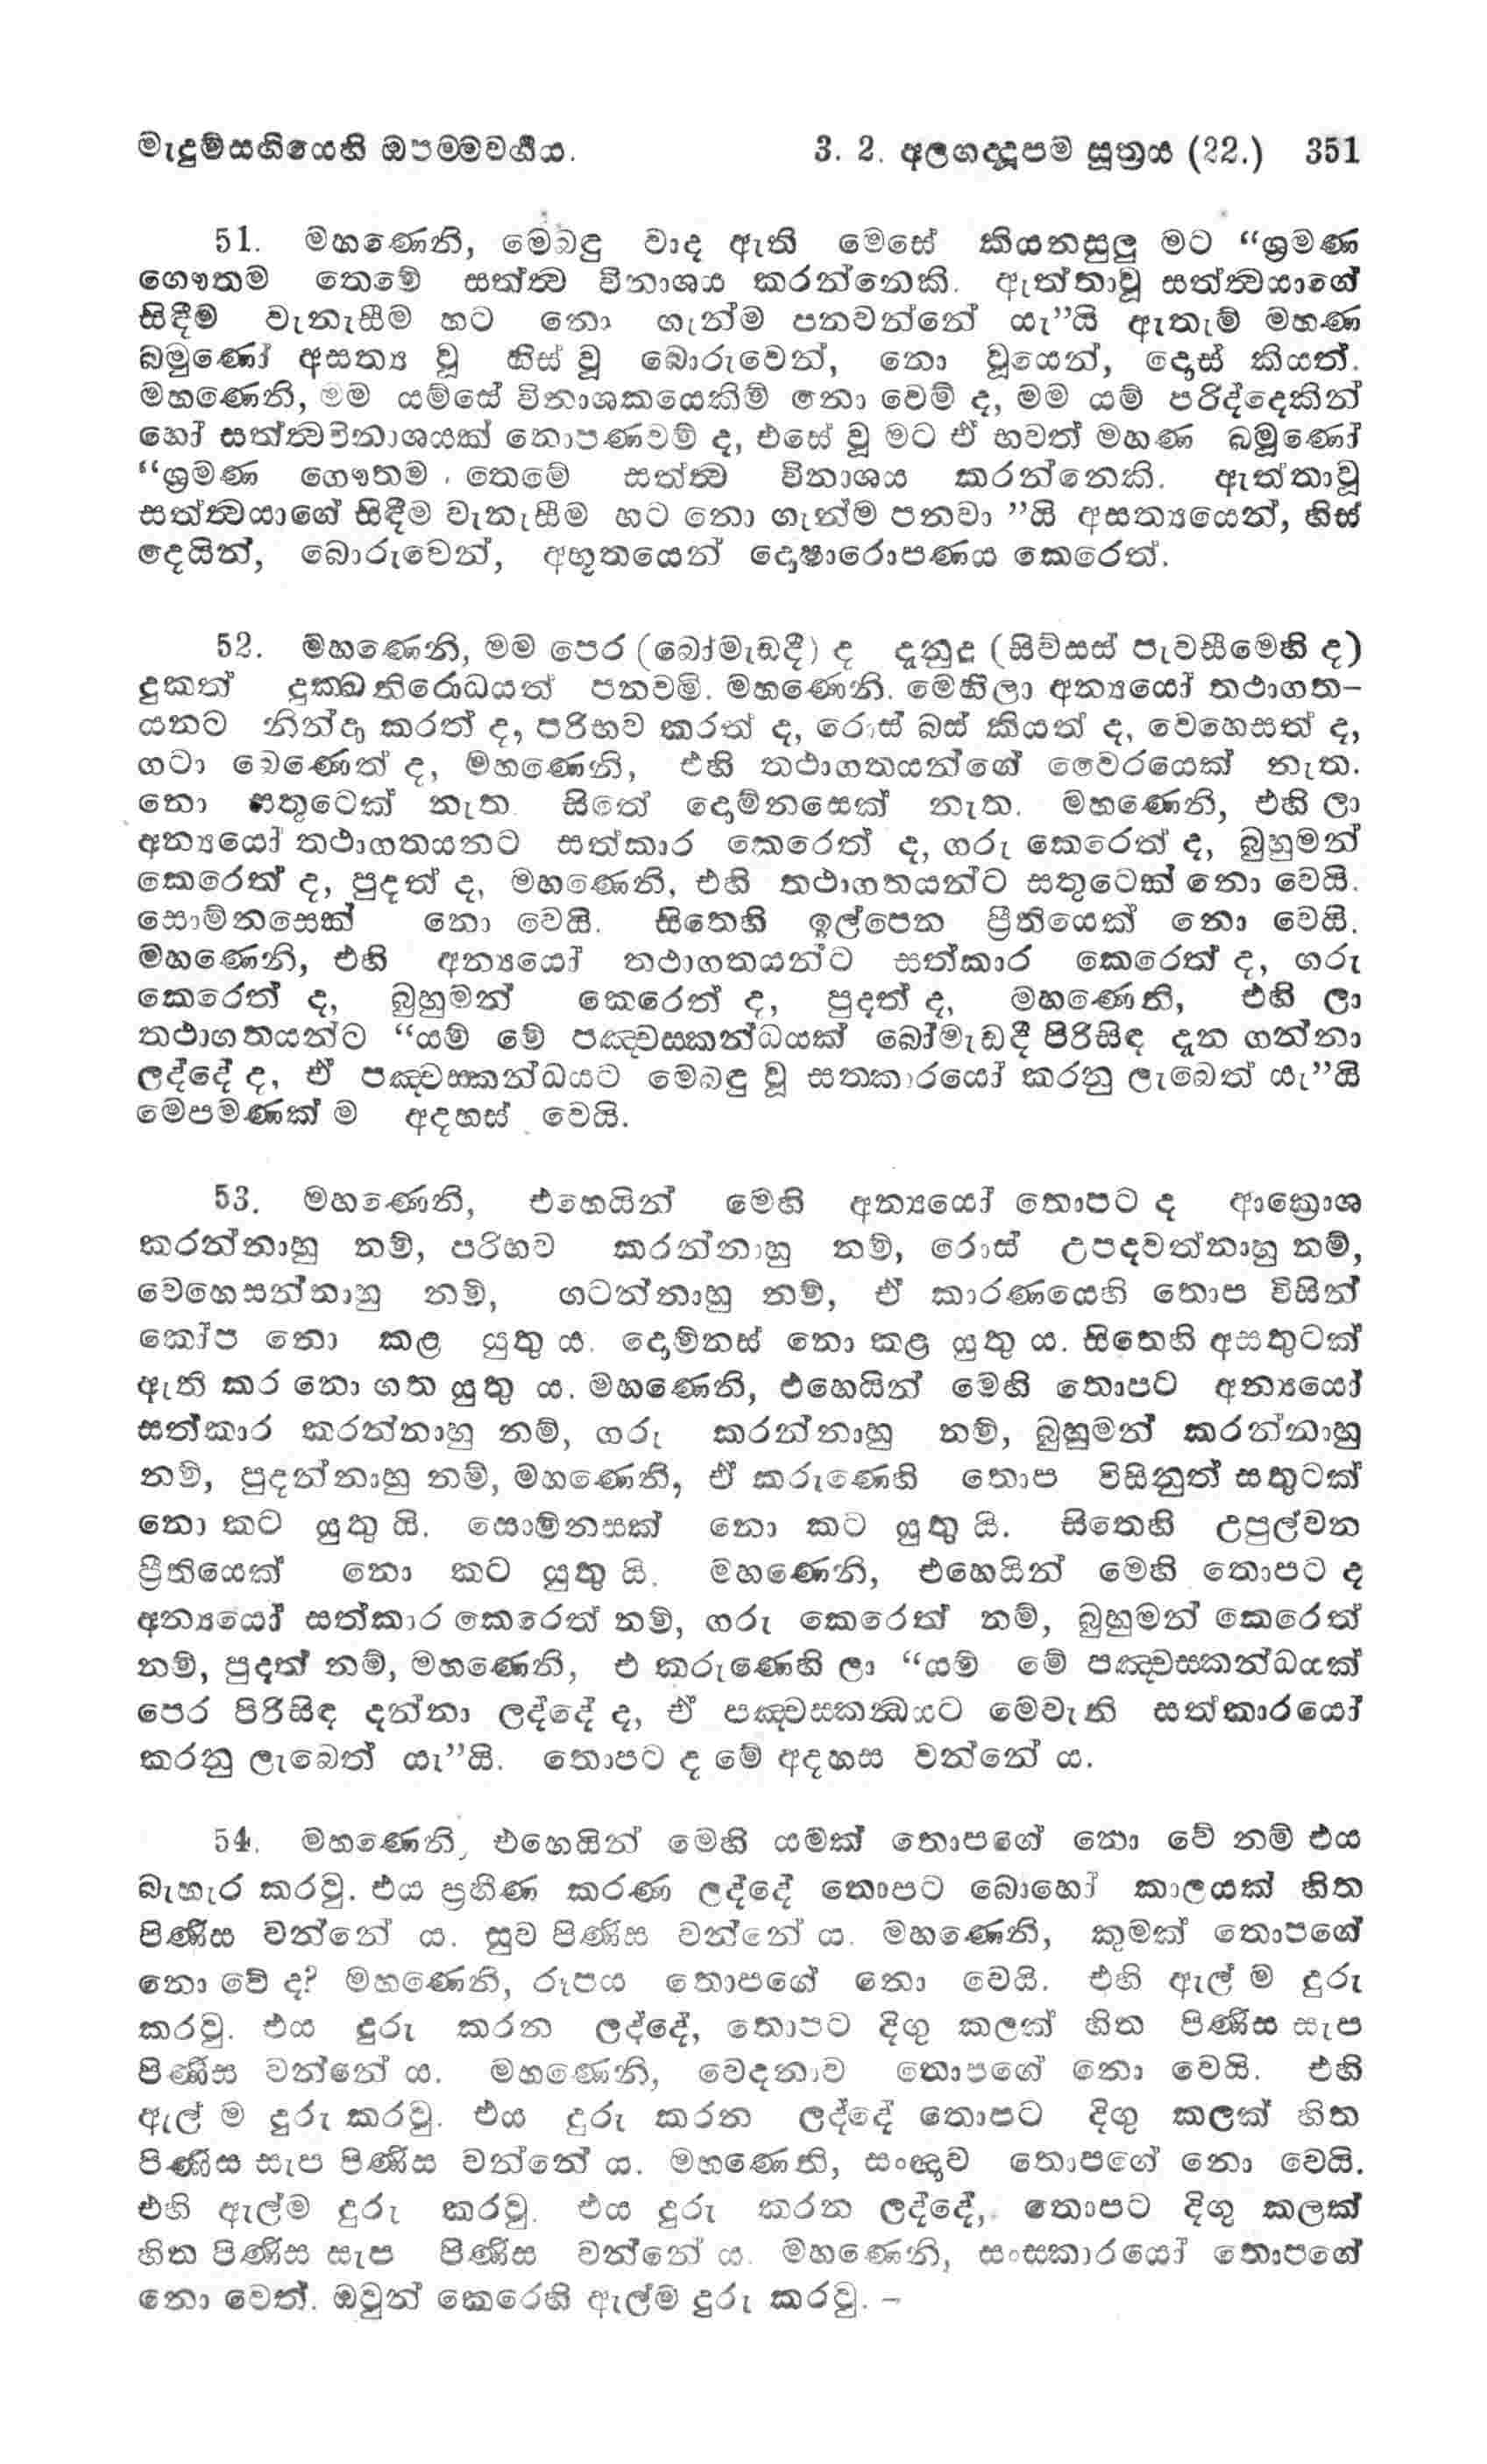 මැදුම්සඟියෙහි ඔපමමවර්‍ගය. 3. 2. අලගද්දූපම සූත්‍රය (22.) 351
51. මහණෙනි, මෙබඳු වාද ඇති මෙසේ කියනසුලු මට “ශ්‍රමණ
ගෞතම තෙමේ සත්ත්‍ව විනාශය කරන්නෙකි. ඇත්තාවූ සත්ත්‍වයාගේ
සිදීම වැනැසීම හට නො ගැන්ම පනවන්නේ යැ”යි ඇතැම් මහණ
බමුණෝ අසත්‍ය වූ හිස් වූ බොරුවෙන්, නො වූයෙන්, දොස් කියත්.
මහණෙනි, මම යම්සේ විනාශකයෙකිම් නො වෙම් ද, මම යම් පරිද්දෙකින්
හෝ සත්ත්‍වවිනාශයක් නොපණවම් ද, එසේ වූ මට ඒ භවත් මහණ බමුණෝ
“ශ්‍රමණ ගෞතම තෙමේ සත්ත්‍ව විනාශය කරන්නෙකි. ඇත්තාවූ
සත්ත්‍වයාගේ සිඳීම වැනැසීම හට නො ගැන්ම පනවා ”යි අසත්‍යයෙන්, හිස්
දෙයින්, බොරුවෙන්, අභූතයෙන් දොෂාරොපණය කෙරෙත්.
52. මහණෙනි, මම පෙර (බෝමැඩදී) ද දැනුදු (සිව්සස් පැවසීමෙහි ද)
දුකත් දුක්ඛනිරොධයත් පනවමි. මහණෙනි. මෙහිලා අන්‍යයෝ තථාගත–
යනට නින්දා කරත් ද, පරිභව කරත් ද, රොස් බස් කියත් ද, වෙහෙසත් ද,
ගටා බෙණෙත් ද, මහණෙනි, එහි තථාගතයන්ගේ වෛරයෙක් නැත.
නො සතුටෙක් නැත. සිතේ දොම්නසෙක් නැත. මහණෙනි, එහි ලා
අන්‍යයෝ තථාගතයනට සත්කාර කෙරෙත් ද, ගරු කෙරෙත් ද, බුහුමන්
කෙරෙත් ද, පුදත් ද, මහණෙනි, එහි තථාගතයන්ට සතුටෙක් නො වෙයි.
සොම්නසෙක් නො වෙයි. සිතෙහි ඉල්පෙන ප්‍රීතියෙක් නො වෙයි.
මහණෙනි, එහි අන්‍යයෝ තථාගතයන්ට සත්කාර කෙරෙත් ද, ගරු
කෙරෙත් ද, බුහුමන් කෙරෙත් ද, පුදත් ද, මහණෙනි, එහි ලා
තථාගතයන්ට “යම් මේ පඤ්චස්කන්ධයක් බෝමැඩදී පිරිසිඳ දැන ගන්නා
ලද්දේ ද, ඒ පඤ්චස්කන්ධයට මෙබඳු වූ සත්කාරයෝ කරනු ලැබෙත් යැ”යි
මෙපමණක් ම අදහස් වෙයි.
53. මහණෙනි, එහෙයින් මෙහි අන්‍යයෝ තොපට ද ආක්‍රොශ
කරන්නාහු නම්, පරිභව කරන්නාහු නම්, රොස් උපදවන්නාහු නම්,
වෙහෙසන්නාහු නම්, ගටන්නාහු නම්, ඒ කාරණයෙහි තොප විසින්
කෝප නො කළ යුතු ය. දොම්නස් නො කළ යුතු ය. සිතෙහි අසතුටක්
ඇති කර නො ගත යුතු ය. මහණෙනි, එහෙයින් මෙහි තොපට අන්‍යයෝ
සත්කාර කරන්නාහු නම්, ගරු කරන්නාහු නම්, බුහුමන් කරන්නාහු
නම්, පුදන්නාහු නම්, මහණෙනි, ඒ කරුණෙහි තොප විසිනුත් සතුටක්
නො කට යුතු යි. සොම්නසක් නො කට යුතු යි. සිතෙහි උපුල්වන
ප්‍රීතියෙක් නො කට යුතු යි. මහණෙනි, එහෙයින් මෙහි තොපට ද
අන්‍යයෝ සත්කාර කෙරෙත් නම්, ගරු කෙරෙත් නම්, බුහුමන් කෙරෙත්
නම්, පුදත් නම්, මහණෙනි, එ කරුණෙහි ලා “යම් මේ පඤ්චස්කන්ධයක්
පෙර පිරිසිඳ දන්නා ලද්දේ ද, ඒ පඤ්චස්කන්ධයට මෙවැනි සත්කාරයෝ
කරනු ලැබෙත් යැ”යි. තොපට ද මේ අදහස වන්නේ ය.
54. මහණෙනි, එහෙයින් මෙහි යමක් තොපගේ නො වේ නම් එය
බැහැර කරවු. එය ප්‍රහීණ කරණ ලද්දේ තොපට බොහෝ කාලයක් හිත
පිණිස වන්නේ ය. සුව පිණිස වන්නේ ය. මහණෙනි, කුමක් තොපගේ
නො වේ ද? මහණෙනි, රූපය තොපගේ නො වෙයි. එහි ඇල් ම දුරු
කරවු. එය දුරු කරන ලද්දේ, තොපට දිගු කලක් හිත පිණිස සැප
පිණිස වන්නේ ය. මහණෙනි, වෙදනාව තොපගේ නො වෙයි. එහි
ඇල් ම දුරු කරවු. එය දුරු කරන ලද්දේ තොපට දිගු කලක් හිත
පිණිස සැප පිණිස වන්නේ ය. මහණෙනි, සංඥාව තොපගේ නො වෙයි.
එහි ඇල්ම දුරු කරවු. එය දුරු කරන ලද්දේ, තොපට දිගු කලක්
හිත පිණිස සැප පිණිස වන්නේ ය. මහණෙනි, සංස්කාරයෝ තොපගේ
නො වෙත්. ඔවුන් කෙරෙහි ඇල්ම දුරු කරවු. –